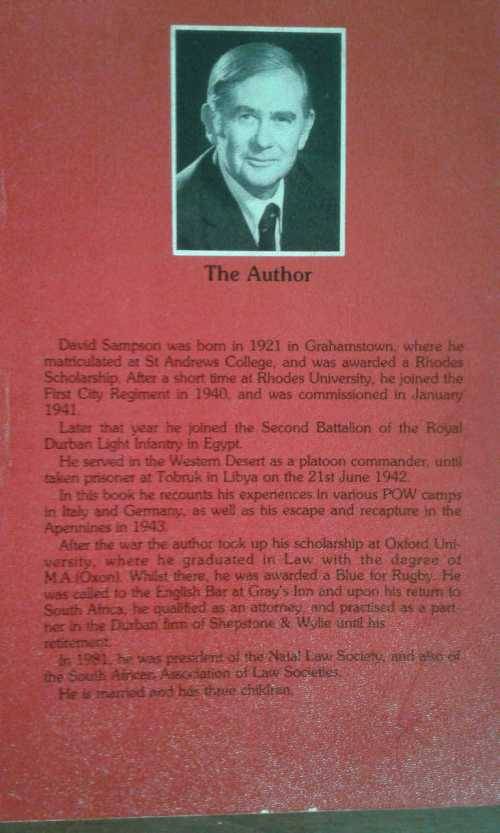 The Author
David Sampson was born in 1921 in Grahamstown, where he
matriculated at St Andrews College, and was awarded a Rhodes
Scholarship. After a short time at Rhodes University, he joined the
First City Regiment in 1940, and was commissioned in January
1941.
Later that year he joined the Second Battalion of the Royal
Durban Light Infantry in Egypt.
He served in the Western Desert as a platoon commander, until
taken prisoner at Tobruk in Libya on the 21st June 1942.
In this book he recounts his experiences in various POW camps
in Italy and Germany, as well as his escape and recapture in the
Apennines in 1943.
After the war the author took up his scholarship at Oxford Uni-
versity, where he graduated in Law with the degree of
M.A.(Oxon). Whilst there, he was awarded a Blue for Rugby. He
was called to the English Bar at Gray's Inn and upon his return to
South Africa, he qualified as an attorney, and practised as a part-
ner in the Durban firm of Shepstone & Wylie until his
retirement.
In 1981, he was president of the Natal Law Society, and also of
the South African Association of Law Societies.
He is married and has three children.